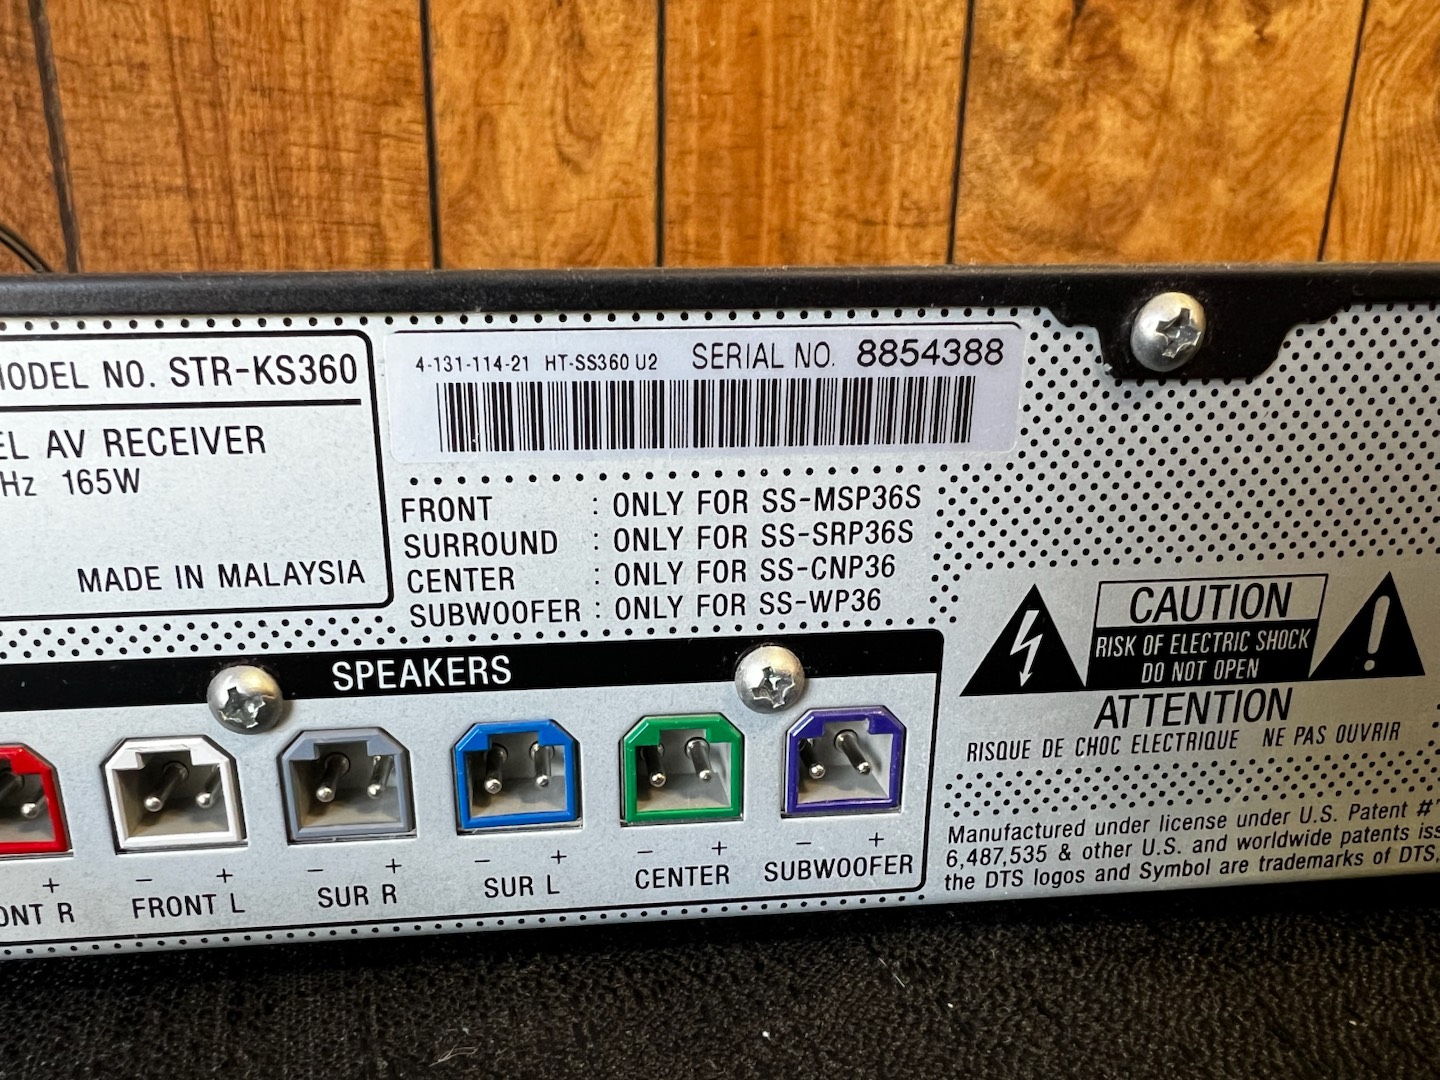 MODEL NO. STR-KS360
AV RECEIVER
Hz 165W
MADE IN MALAYSIA
4-131-114-21 HT-SS360 U2 SERIAL NO. 8854388
FRONT : ONLY FOR SS-MSP36S
SURROUND : ONLY FOR SS-SRP36S
CENTER : ONLY FOR SS-CNP36
SUBWOOFER : ONLY FOR SS-WP36
SPEAKERS
+
– +
– +
– +
– +
– +
ONT R
FRONT L
SUR R
SUR L
CENTER
SUBWOOFER
CAUTION
RISK OF ELECTRIC SHOCK
DO NOT OPEN
ATTENTION
RISQUE DE CHOC ELECTRIQUE NE PAS OUVRIR
Manufactured under license under U.S. Patent #
6,487,535 & other U.S. and worldwide patents iss
the DTS logos and Symbol are trademarks of DTS,